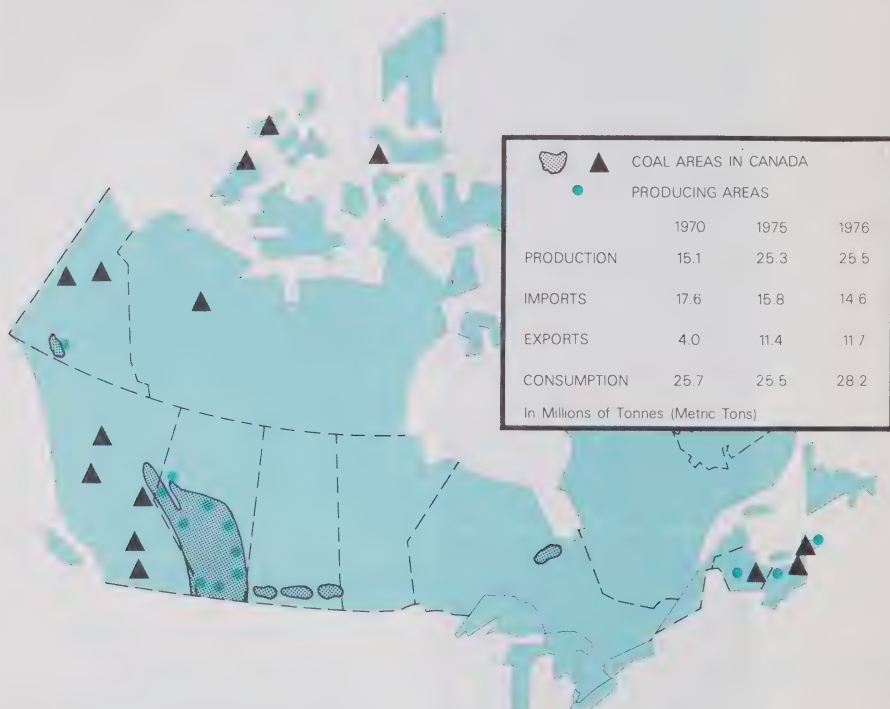 COAL AREAS IN CANADA
PRODUCING AREAS
1970 1975 1976
PRODUCTION 15.1 25.3 25 5
IMPORTS 17.6 15.8 14 6
EXPORTS 4.0 11.4 11.7
CONSUMPTION 25.7 25.5 28 2
In Millions of Tonnes (Metric Tons)